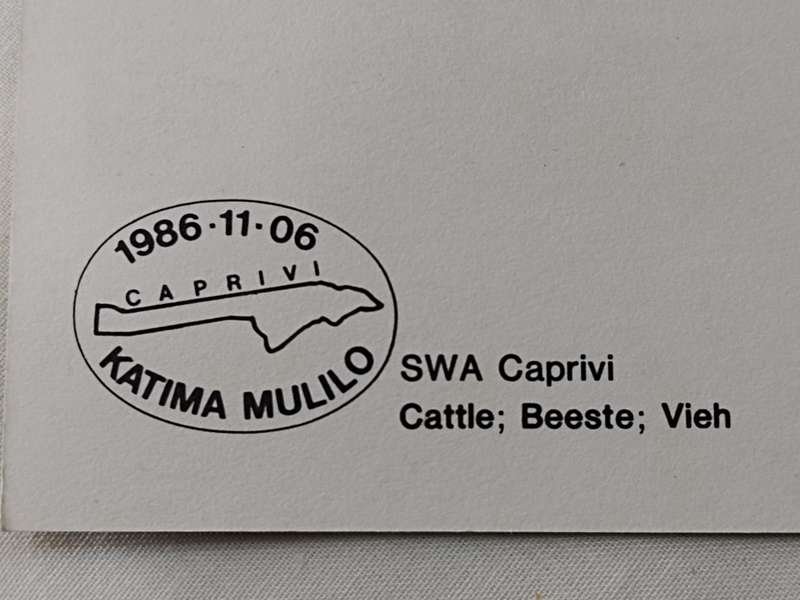 1986·11·06
CAPRIVI
KATIMA MULILO
SWA Caprivi
Cattle; Beeste; Vieh